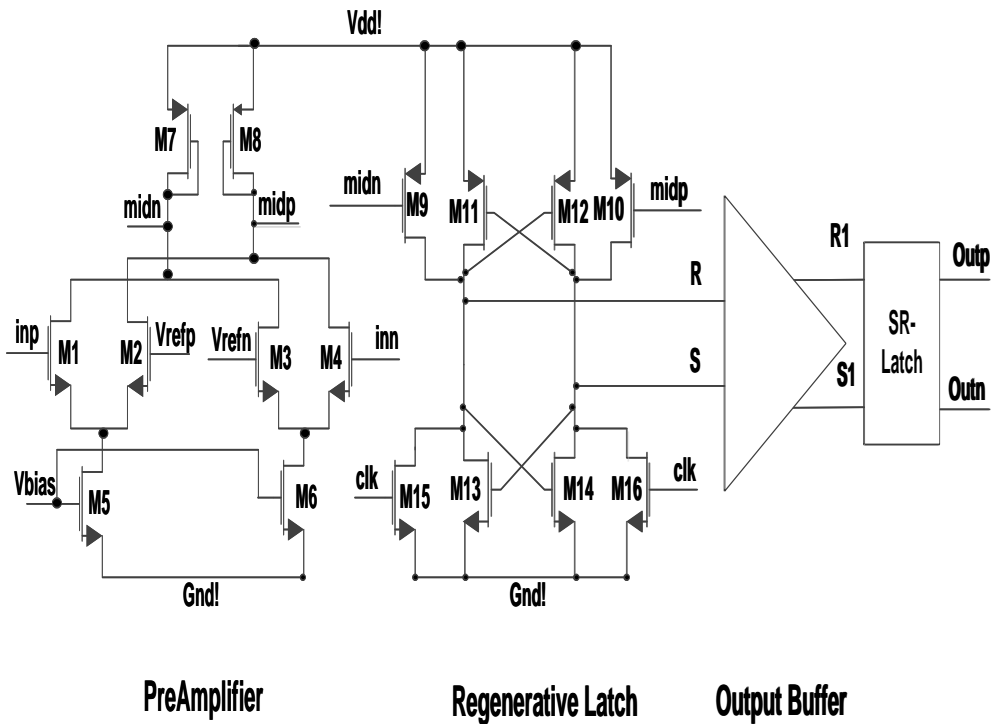 Vdd!
M7
M8
midn
midp
midn
M9
M11
M12
M10
midp
R
S
R1
S1
SR-
Latch
Outp
Outn
inp
M1
M2
Vrefp
Vrefn
M3
M4
inn
Vbias
M5
M6
clk
M15
M13
M14
M16
clk
Gnd!
Gnd!
PreAmplifier
Regenerative Latch
Output Buffer